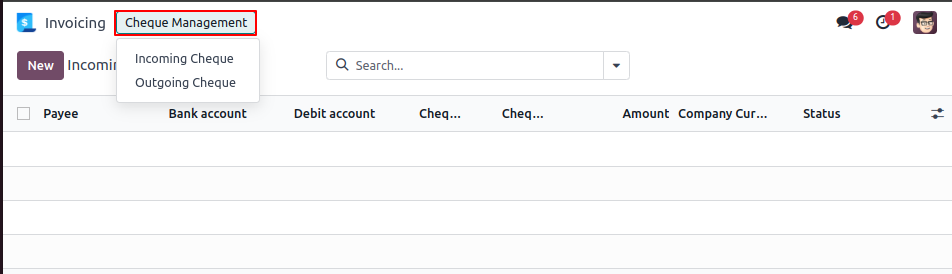 Invoicing Cheque Management 6 1
Incoming Cheque
New Incomin Search...
Outgoing Cheque
Payee Bank account Debit account Cheq... Cheq... Amount Company Cur... Status